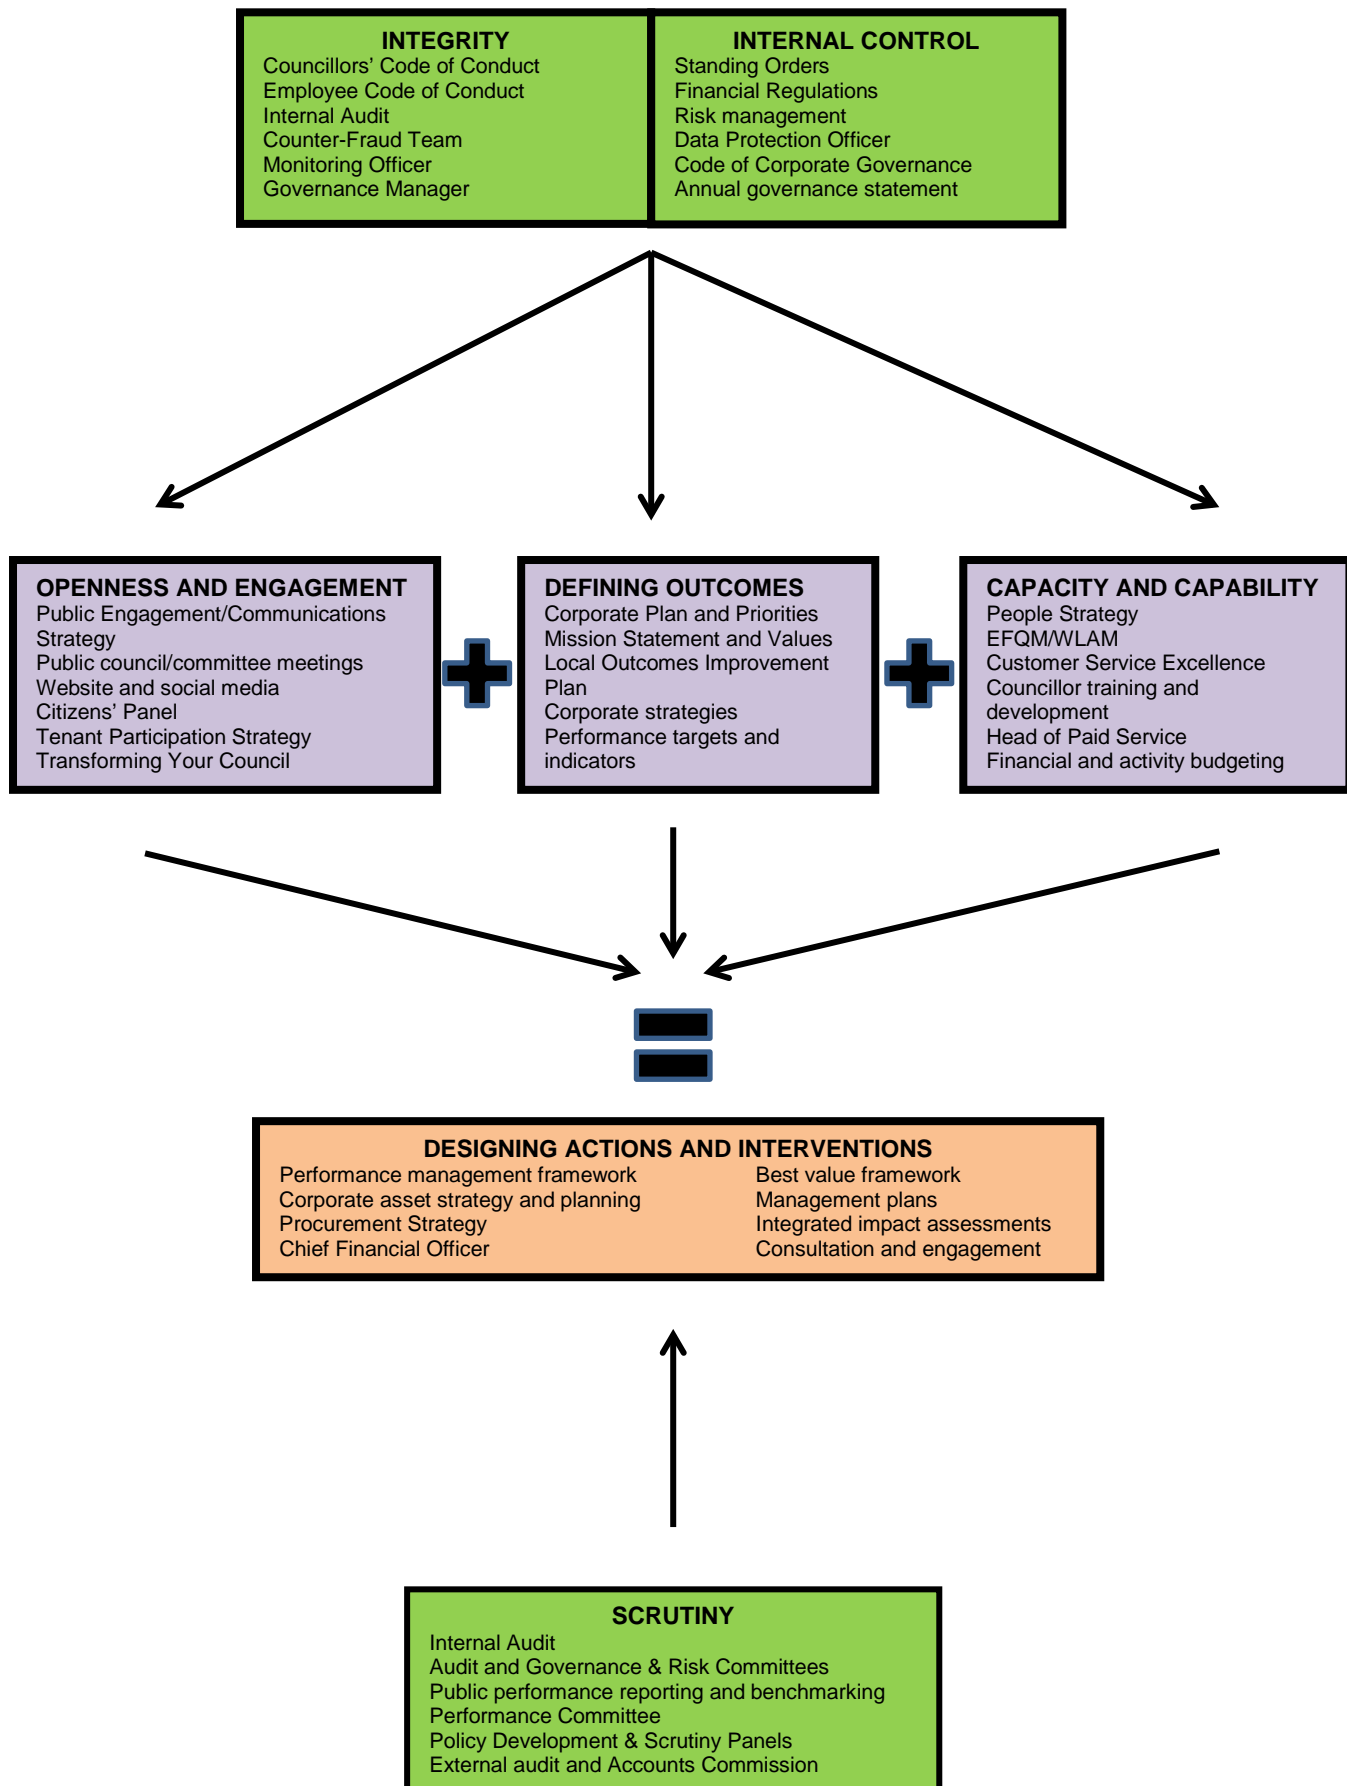 INTEGRITY
Councillors’ Code of Conduct
Employee Code of Conduct
Internal Audit
Counter-Fraud Team
Monitoring Officer
Governance Manager
INTERNAL CONTROL
Standing Orders
Financial Regulations
Risk management
Data Protection Officer
Code of Corporate Governance
Annual governance statement
OPENNESS AND ENGAGEMENT
Public Engagement/Communications
Strategy
Public council/committee meetings
Website and social media
Citizens’ Panel
Tenant Participation Strategy
Transforming Your Council
DEFINING OUTCOMES
Corporate Plan and Priorities
Mission Statement and Values
Local Outcomes Improvement
Plan
Corporate strategies
Performance targets and
indicators
CAPACITY AND CAPABILITY
People Strategy
EFQM/WLAM
Customer Service Excellence
Councillor training and
development
Head of Paid Service
Financial and activity budgeting
DESIGNING ACTIONS AND INTERVENTIONS
Performance management framework
Corporate asset strategy and planning
Procurement Strategy
Chief Financial Officer
Best value framework
Management plans
Integrated impact assessments
Consultation and engagement
SCRUTINY
Internal Audit
Audit and Governance & Risk Committees
Public performance reporting and benchmarking
Performance Committee
Policy Development & Scrutiny Panels
External audit and Accounts Commission